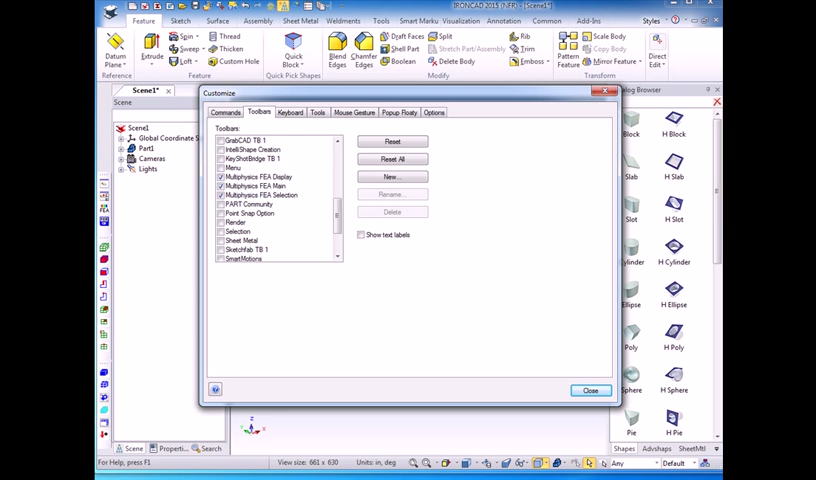 IRONCAD 2015 (NFR) - [Scene1*]
Feature Sketch Surface Assembly Sheet Metal Weldments Tools Smart Marku Visualization Annotation Common Add-Ins Styles
Spin Thread Draft Faces Split Rib Scale Body
Sweep Thicken Shell Part Stretch Part/Assembly Trim Copy Body
Loft Custom Hole Boolean Delete Body Emboss Mirror Feature
Datum Plane Extrude Quick Block Blend Edges Chamfer Edges Pattern Feature Direct Edit
Reference Feature Quick Pick Shapes Modify Transform
Scene1*
Scene
Scene1
Global Coordinate S
Part1
Cameras
Lights
Customize
Commands Toolbars Keyboard Tools Mouse Gesture Popup Floaty Options
Toolbars:
GrabCAD TB 1
IntelliShape Creation
KeyShotBridge TB 1
Menu
Multiphysics FEA Display
Multiphysics FEA Main
Multiphysics FEA Selection
PART Community
Point Snap Option
Render
Selection
Sheet Metal
Sketchfab TB 1
SmartMotions
Reset
Reset All
New...
Rename...
Delete
Show text labels
Close
alog Browser
Block H Block
Slab H Slab
Slot H Slot
ylinder H Cylinder
Ellipse H Ellipse
Poly H Poly
Sphere H Sphere
Pie H Pie
Shapes Advshaps SheetMtl
FEA
Z
X
Scene Properti... Search
For Help, press F1 View size: 661 x 630 Units: in, deg Any Default